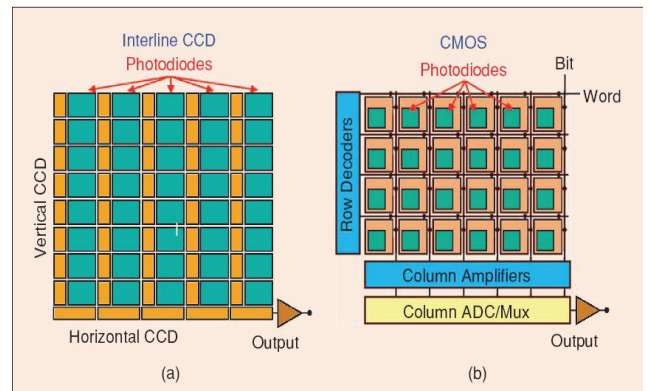 Interline CCD
Photodiodes
Vertical CCD
Horizontal CCD
Output
(a)
CMOS
Bit
Photodiodes
Word
Row Decoders
Column Amplifiers
Column ADC/Mux
Output
(b)